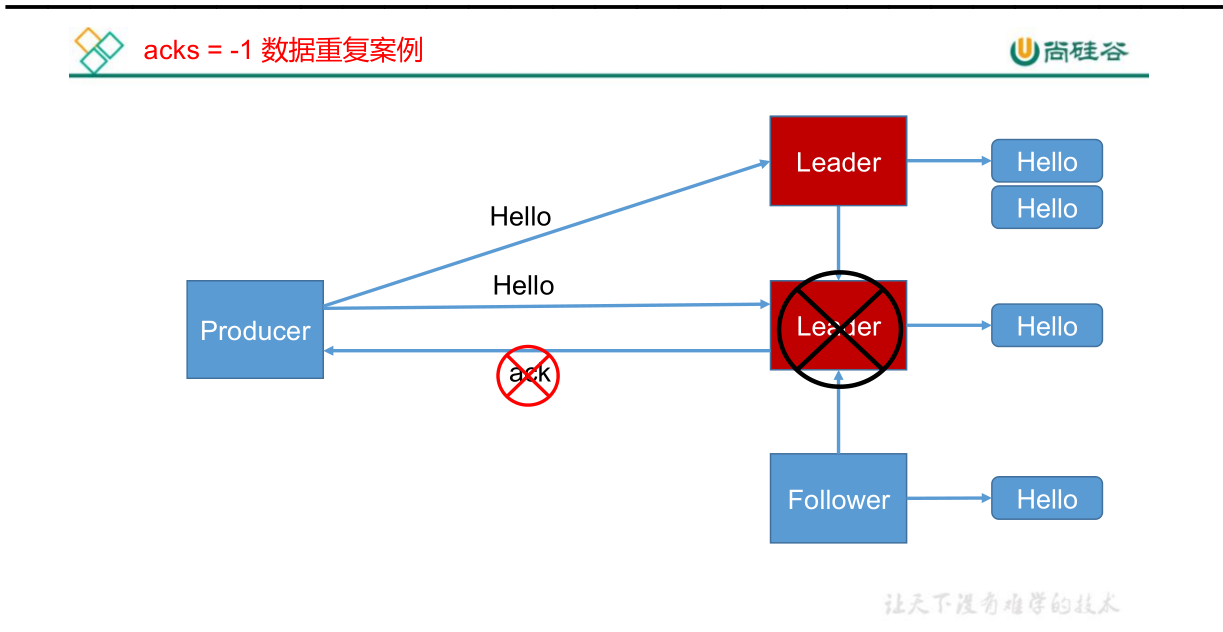 acks = -1 数据重复案例
尚硅谷
Leader
Hello
Hello
Hello
Hello
Producer
Leader
Hello
ack
Follower
Hello
让天下没有难学的技术